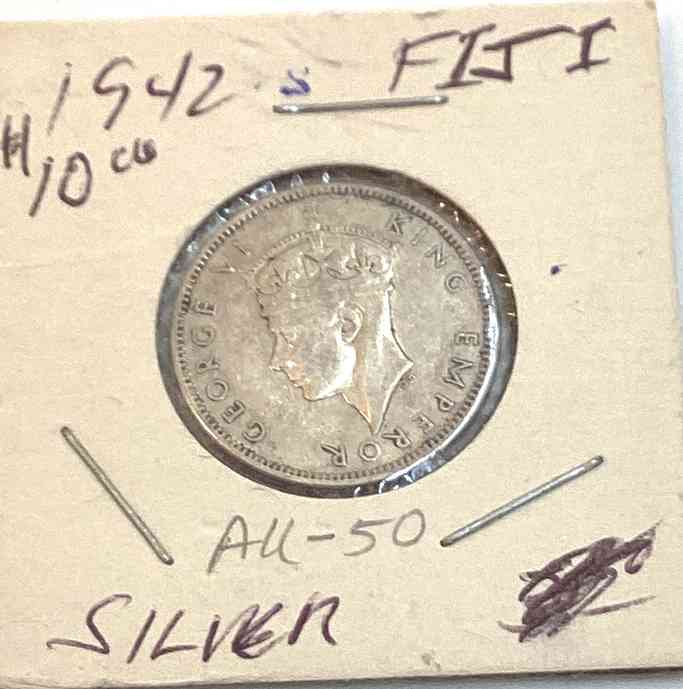 1942 S FIJI
#10
GEORGE VI KING EMPEROR
AU-50
SILVER